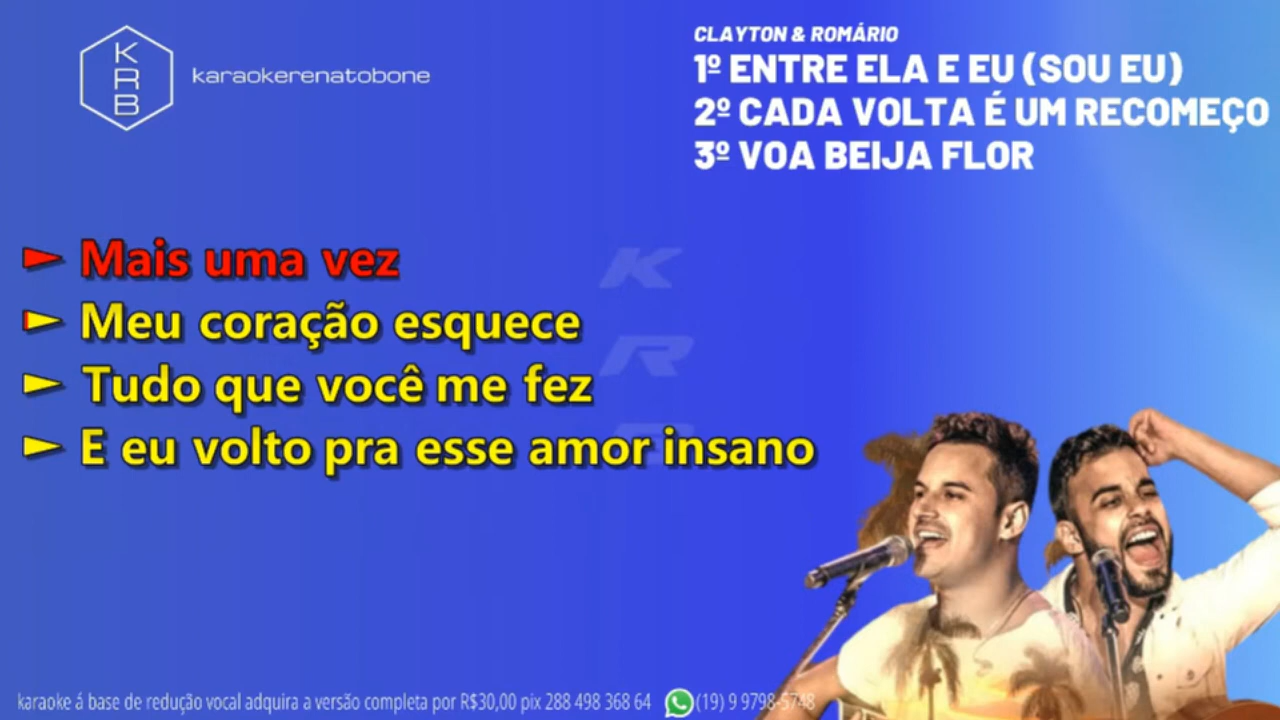 KRB
karaokerenatobone
CLAYTON & ROMÁRIO
1º ENTRE ELA E EU (SOU EU)
2º CADA VOLTA É UM RECOMEÇO
3º VOA BEIJA FLOR
Mais uma vez
Meu coração esquece
Tudo que você me fez
E eu volto pra esse amor insano
K
R
B
karaoke á base de redução vocal adquira a versão completa por R$30,00 pix 288 498 368 64 (19) 9 9798-5748